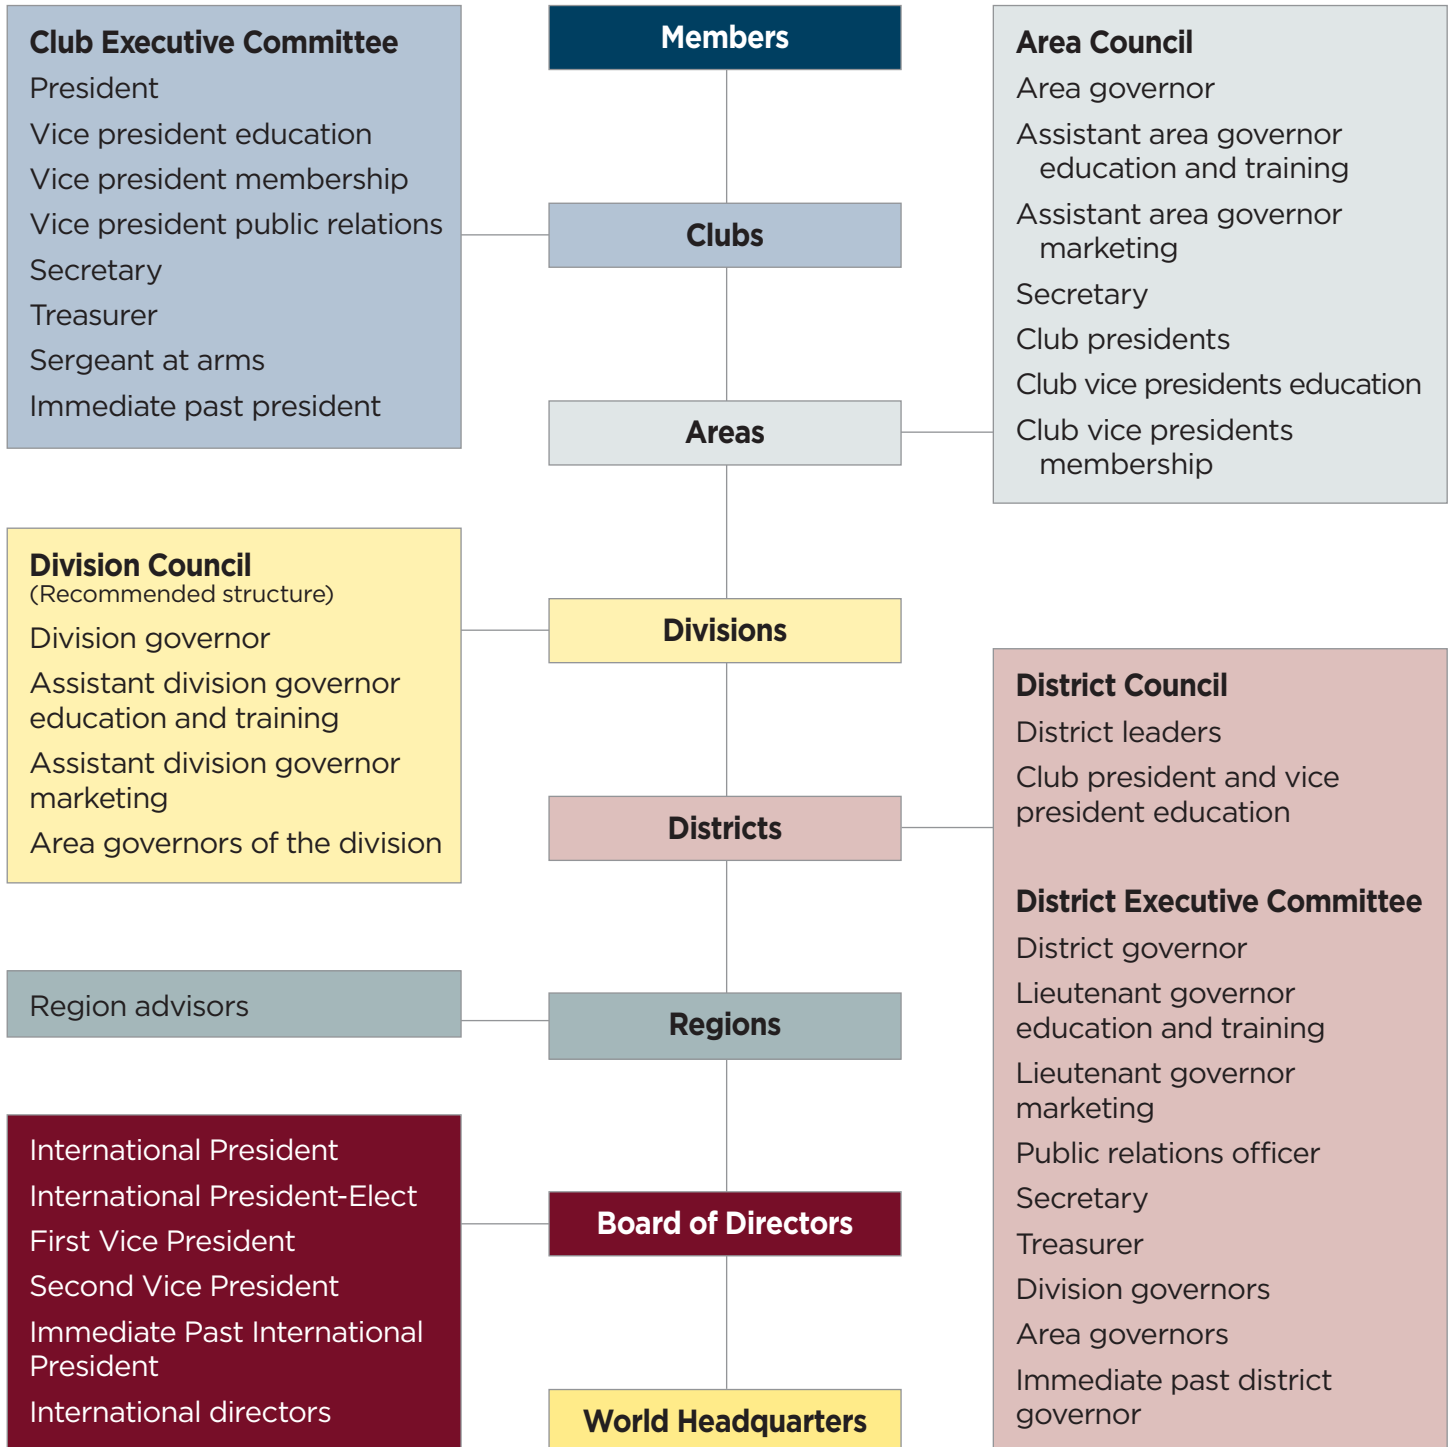 Members
Club Executive Committee
President
Vice president education
Vice president membership
Vice president public relations
Secretary
Treasurer
Sergeant at arms
Immediate past president
Clubs
Area Council
Area governor
Assistant area governor
education and training
Assistant area governor
marketing
Secretary
Club presidents
Club vice presidents education
Club vice presidents
membership
Areas
Division Council
(Recommended structure)
Division governor
Assistant division governor
education and training
Assistant division governor
marketing
Area governors of the division
Divisions
District Council
District leaders
Club president and vice
president education
District Executive Committee
District governor
Lieutenant governor
education and training
Lieutenant governor
marketing
Public relations officer
Secretary
Treasurer
Division governors
Area governors
Immediate past district
governor
Districts
Region advisors
Regions
International President
International President-Elect
First Vice President
Second Vice President
Immediate Past International
President
International directors
Board of Directors
World Headquarters